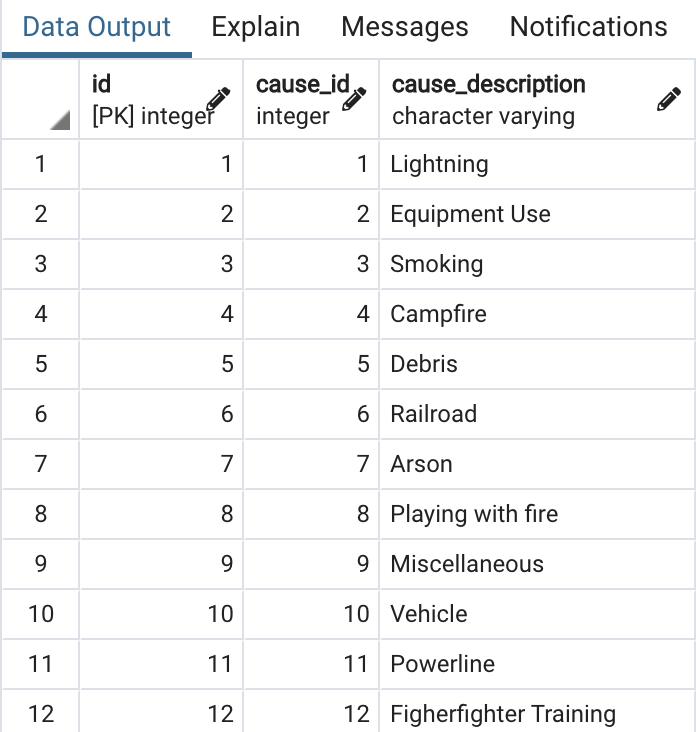 Data Output Explain Messages Notifications
id cause_id cause_description
[PK] integer integer character varying
1 1 1 Lightning
2 2 2 Equipment Use
3 3 3 Smoking
4 4 4 Campfire
5 5 5 Debris
6 6 6 Railroad
7 7 7 Arson
8 8 8 Playing with fire
9 9 9 Miscellaneous
10 10 10 Vehicle
11 11 11 Powerline
12 12 12 Figherfighter Training